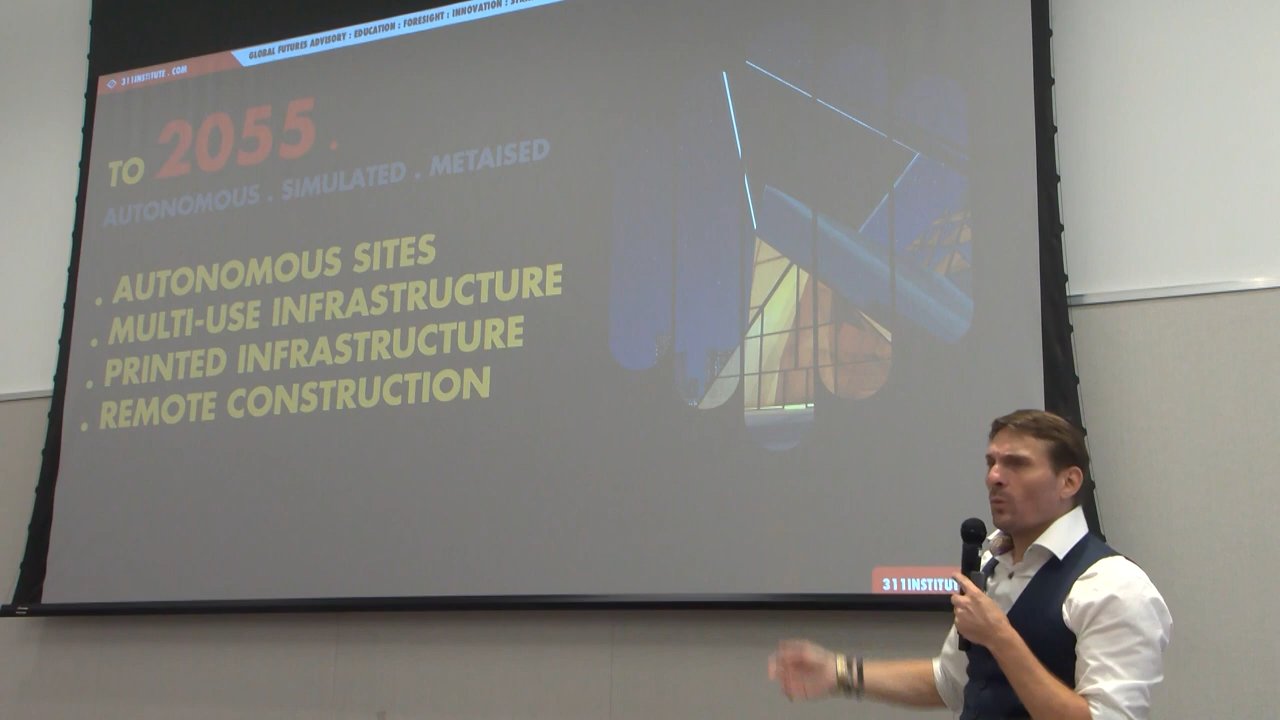 311INSTITUTE . COM
GLOBAL FUTURES ADVISORY : EDUCATION : FORESIGHT : INNOVATION :
TO 2055 .
AUTONOMOUS . SIMULATED . METAISED
. AUTONOMOUS SITES
. MULTI-USE INFRASTRUCTURE
. PRINTED INFRASTRUCTURE
. REMOTE CONSTRUCTION
311INSTITU